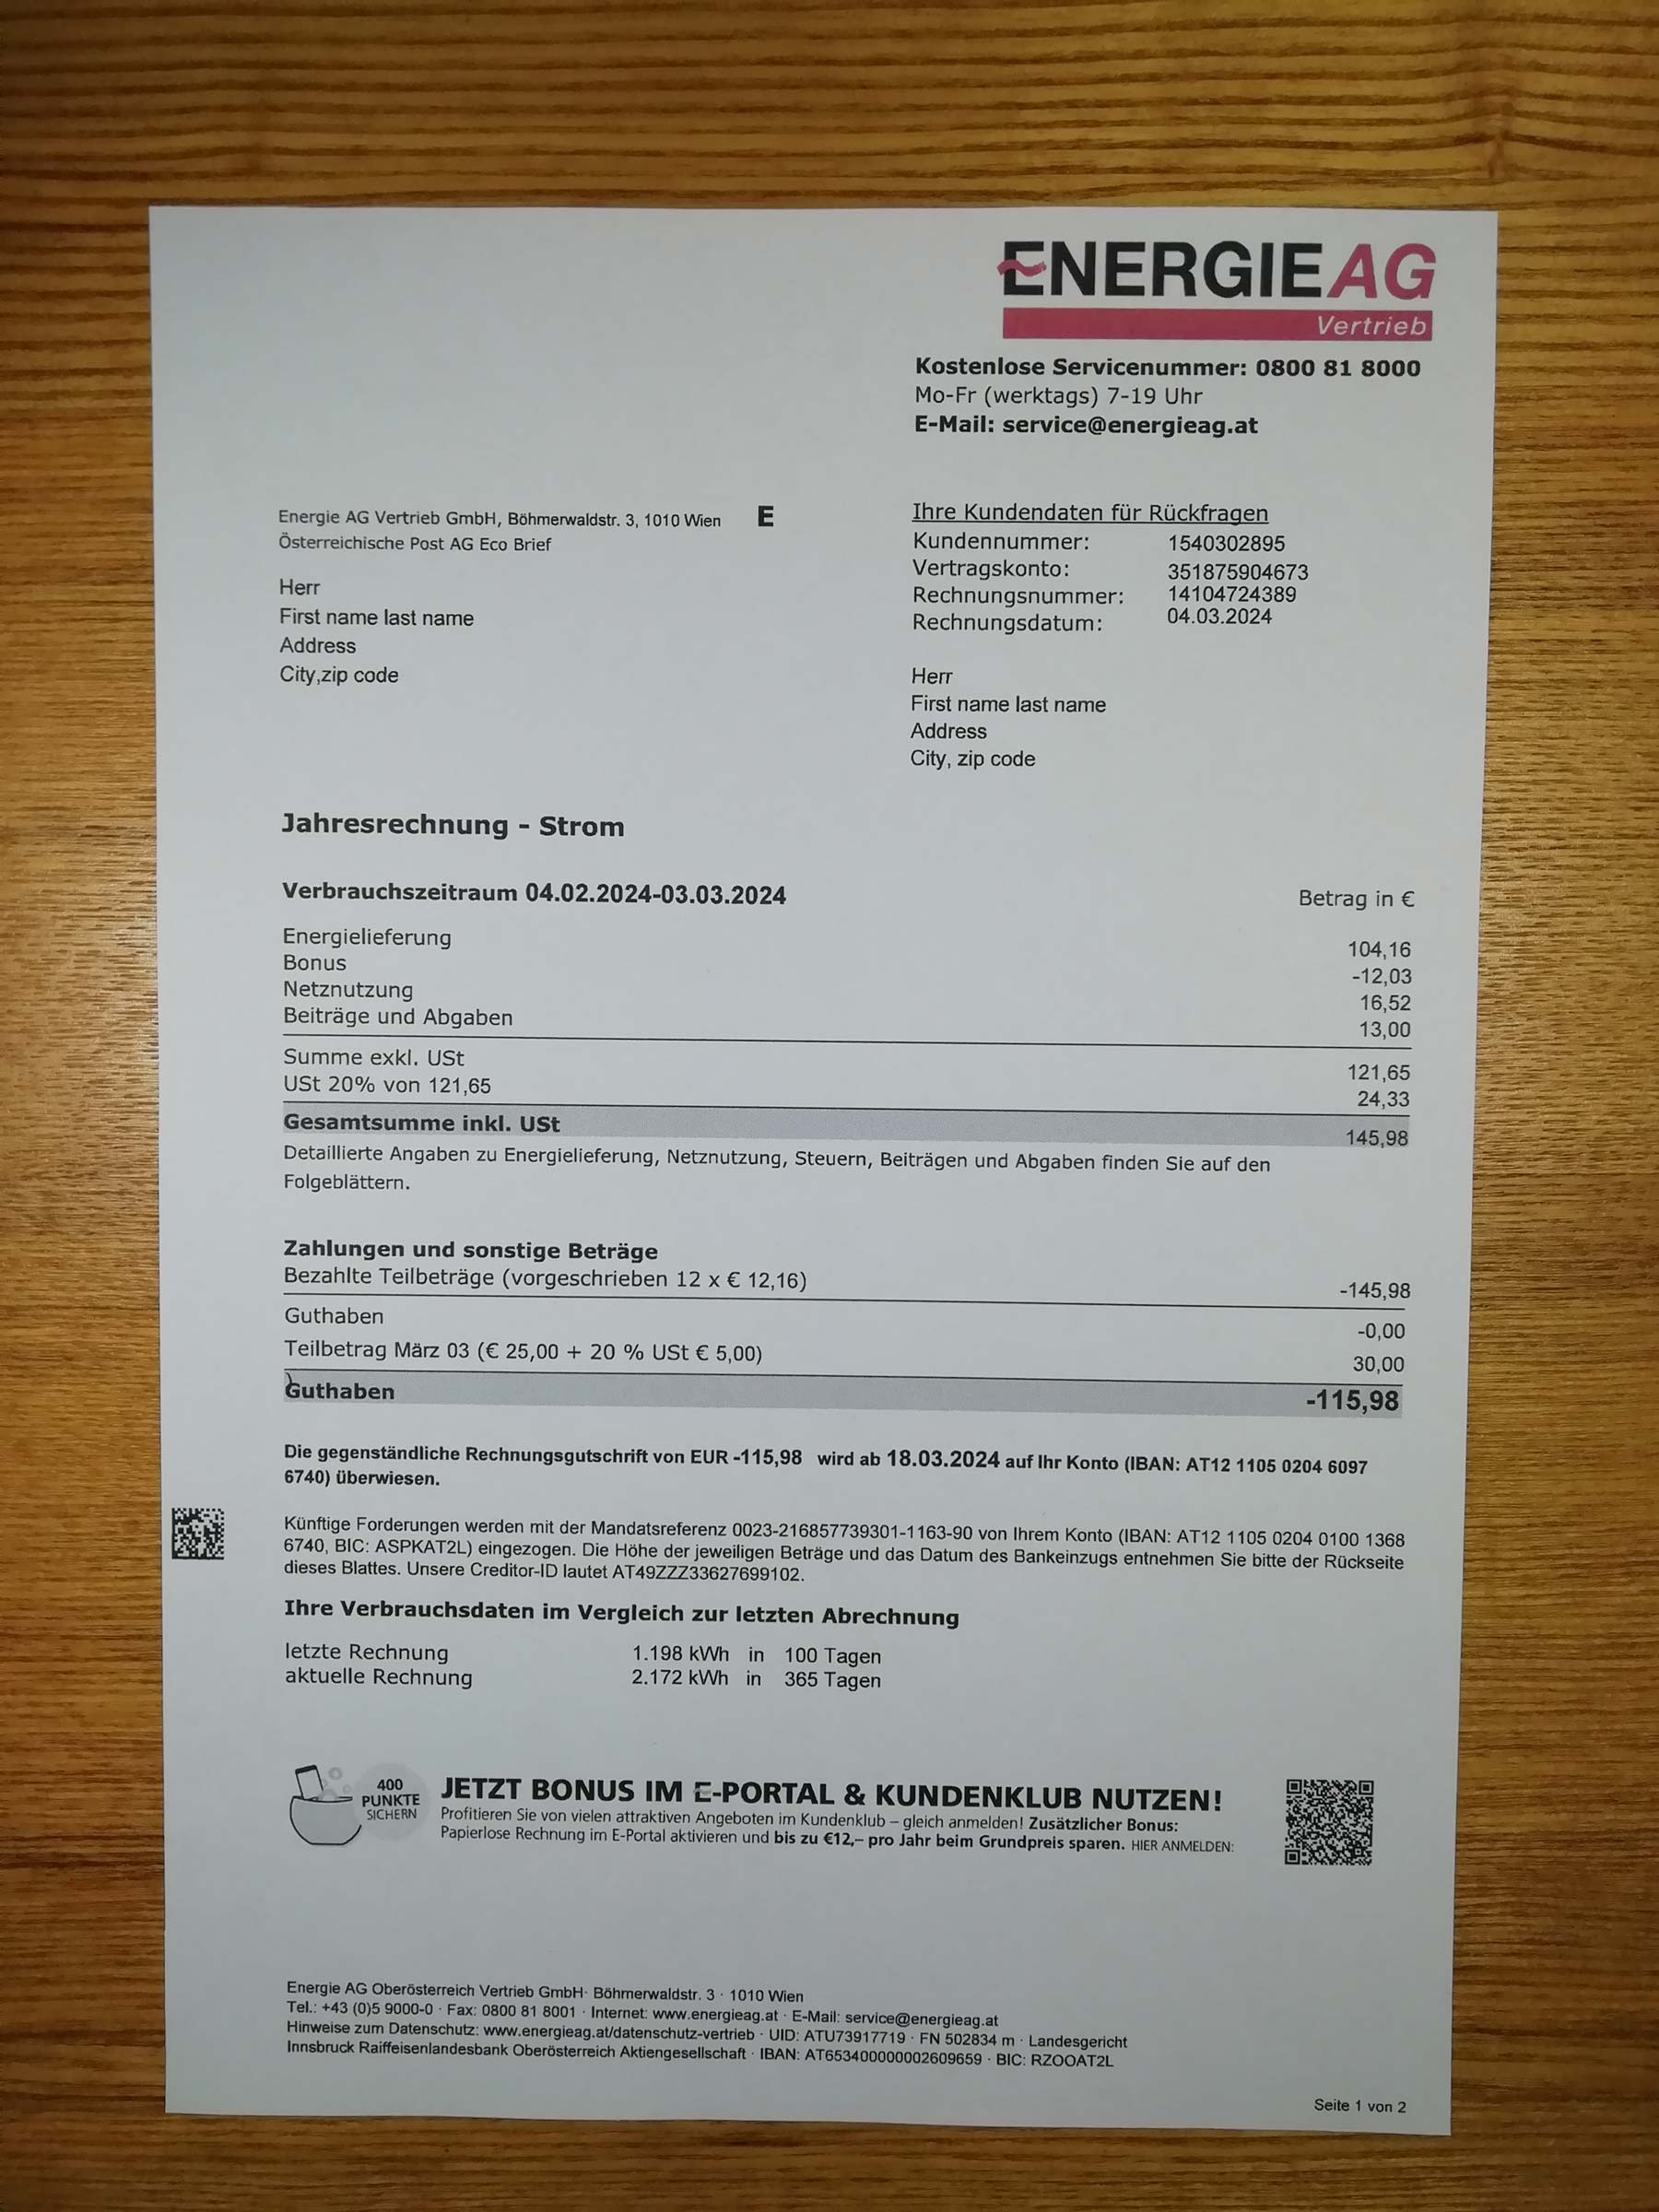 ENERGIEAG
Vertrieb
Kostenlose Servicenummer: 0800 81 8000
Mo-Fr (werktags) 7-19 Uhr
E-Mail: service@energieag.at
Energie AG Vertrieb GmbH, Böhmerwaldstr. 3, 1010 Wien E
Österreichische Post AG Eco Brief
Herr
First name last name
Address
City,zip code
Ihre Kundendaten für Rückfragen
Kundennummer: 1540302895
Vertragskonto: 351875904673
Rechnungsnummer: 14104724389
Rechnungsdatum: 04.03.2024
Herr
First name last name
Address
City, zip code
Jahresrechnung - Strom
Verbrauchszeitraum 04.02.2024-03.03.2024 Betrag in €
Energielieferung 104,16
Bonus -12,03
Netznutzung 16,52
Beiträge und Abgaben 13,00
Summe exkl. USt 121,65
USt 20% von 121,65 24,33
Gesamtsumme inkl. USt 145,98
Detaillierte Angaben zu Energielieferung, Netznutzung, Steuern, Beiträgen und Abgaben finden Sie auf den
Folgeblättern.
Zahlungen und sonstige Beträge
Bezahlte Teilbeträge (vorgeschrieben 12 x € 12,16) -145,98
Guthaben -0,00
Teilbetrag März 03 (€ 25,00 + 20 % USt € 5,00) 30,00
Guthaben -115,98
Die gegenständliche Rechnungsgutschrift von EUR -115,98 wird ab 18.03.2024 auf Ihr Konto (IBAN: AT12 1105 0204 6097
6740) überwiesen.
Künftige Forderungen werden mit der Mandatsreferenz 0023-216857739301-1163-90 von Ihrem Konto (IBAN: AT12 1105 0204 0100 1368
6740, BIC: ASPKAT2L) eingezogen. Die Höhe der jeweiligen Beträge und das Datum des Bankeinzugs entnehmen Sie bitte der Rückseite
dieses Blattes. Unsere Creditor-ID lautet AT49ZZZ33627699102.
Ihre Verbrauchsdaten im Vergleich zur letzten Abrechnung
letzte Rechnung 1.198 kWh in 100 Tagen
aktuelle Rechnung 2.172 kWh in 365 Tagen
400
PUNKTE
SICHERN
JETZT BONUS IM E-PORTAL & KUNDENKLUB NUTZEN!
Profitieren Sie von vielen attraktiven Angeboten im Kundenklub – gleich anmelden! Zusätzlicher Bonus:
Papierlose Rechnung im E-Portal aktivieren und bis zu €12,– pro Jahr beim Grundpreis sparen. HIER ANMELDEN:
Energie AG Oberösterreich Vertrieb GmbH· Böhmerwaldstr. 3 · 1010 Wien
Tel.: +43 (0)5 9000-0 · Fax: 0800 81 8001 · Internet: www.energieag.at · E-Mail: service@energieag.at
Hinweise zum Datenschutz: www.energieag.at/datenschutz-vertrieb · UID: ATU73917719 · FN 502834 m · Landesgericht
Innsbruck Raiffeisenlandesbank Oberösterreich Aktiengesellschaft · IBAN: AT653400000002609659 · BIC: RZOOAT2L
Seite 1 von 2